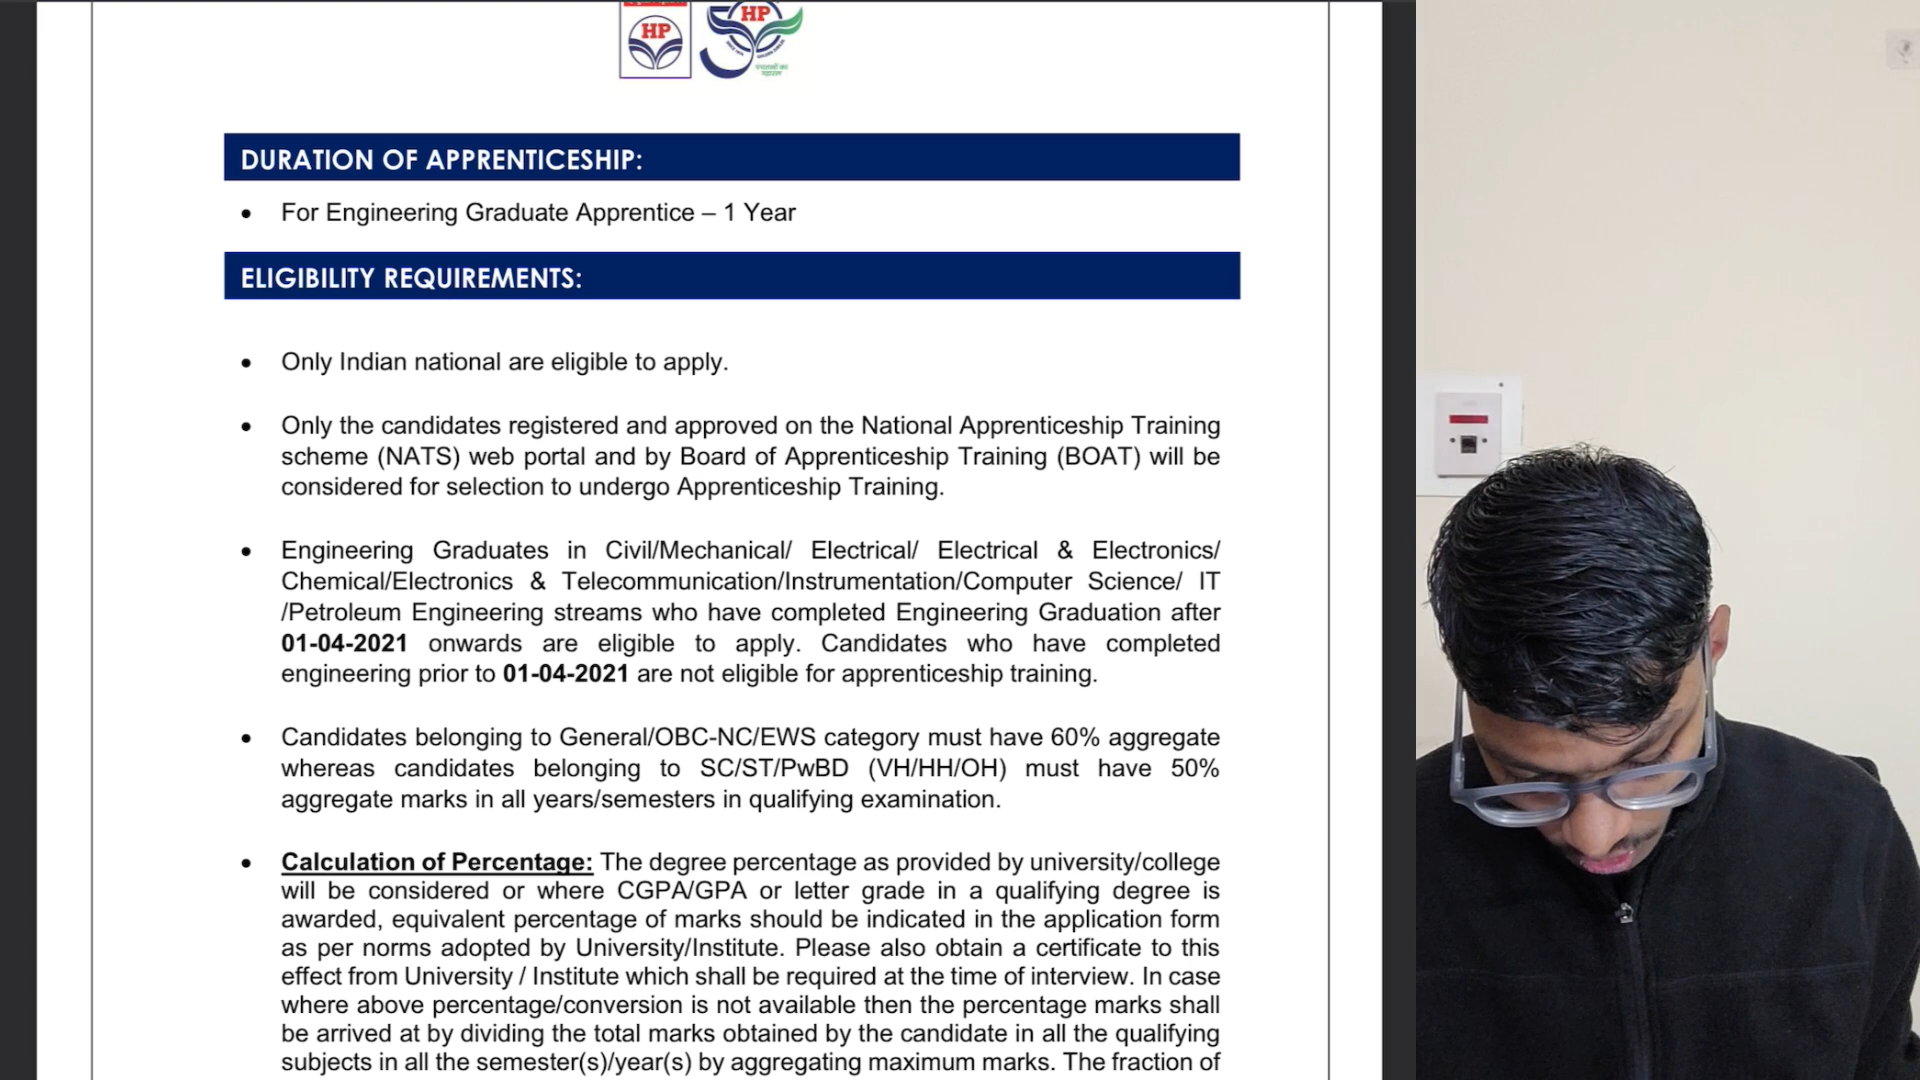 HP
HP
DURATION OF APPRENTICESHIP:
• For Engineering Graduate Apprentice – 1 Year
ELIGIBILITY REQUIREMENTS:
• Only Indian national are eligible to apply.
• Only the candidates registered and approved on the National Apprenticeship Training
scheme (NATS) web portal and by Board of Apprenticeship Training (BOAT) will be
considered for selection to undergo Apprenticeship Training.
• Engineering Graduates in Civil/Mechanical/ Electrical/ Electrical & Electronics/
Chemical/Electronics & Telecommunication/Instrumentation/Computer Science/ IT
/Petroleum Engineering streams who have completed Engineering Graduation after
01-04-2021 onwards are eligible to apply. Candidates who have completed
engineering prior to 01-04-2021 are not eligible for apprenticeship training.
• Candidates belonging to General/OBC-NC/EWS category must have 60% aggregate
whereas candidates belonging to SC/ST/PwBD (VH/HH/OH) must have 50%
aggregate marks in all years/semesters in qualifying examination.
• Calculation of Percentage: The degree percentage as provided by university/college
will be considered or where CGPA/GPA or letter grade in a qualifying degree is
awarded, equivalent percentage of marks should be indicated in the application form
as per norms adopted by University/Institute. Please also obtain a certificate to this
effect from University / Institute which shall be required at the time of interview. In case
where above percentage/conversion is not available then the percentage marks shall
be arrived at by dividing the total marks obtained by the candidate in all the qualifying
subjects in all the semester(s)/year(s) by aggregating maximum marks. The fraction of